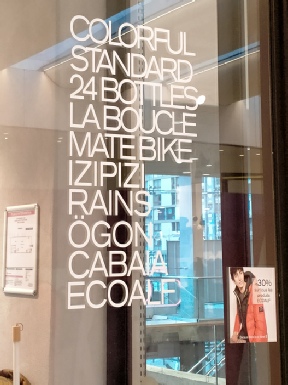 COLORFUL
STANDARD
24 BOTTLES
LA BOUCLE
MATE BIKE
IZIPIZI
RAINS
ÖGON
CABAIA
ECOALF
-30%